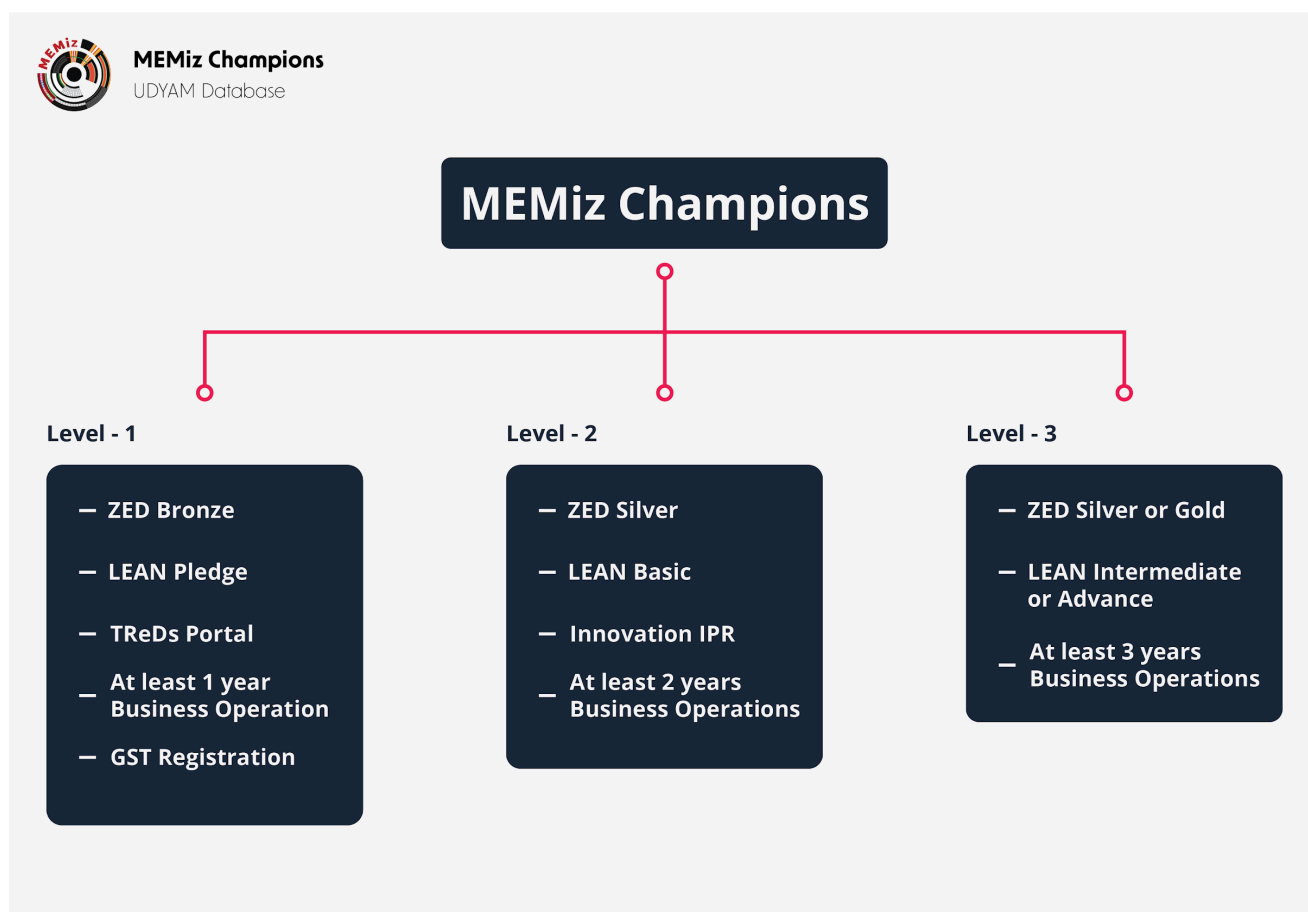 MEMiz
MEMiz Champions
UDYAM Database
MEMiz Champions
Level - 1
– ZED Bronze
– LEAN Pledge
– TReDs Portal
– At least 1 year
Business Operation
– GST Registration
Level - 2
– ZED Silver
– LEAN Basic
– Innovation IPR
– At least 2 years
Business Operations
Level - 3
– ZED Silver or Gold
– LEAN Intermediate
or Advance
– At least 3 years
Business Operations